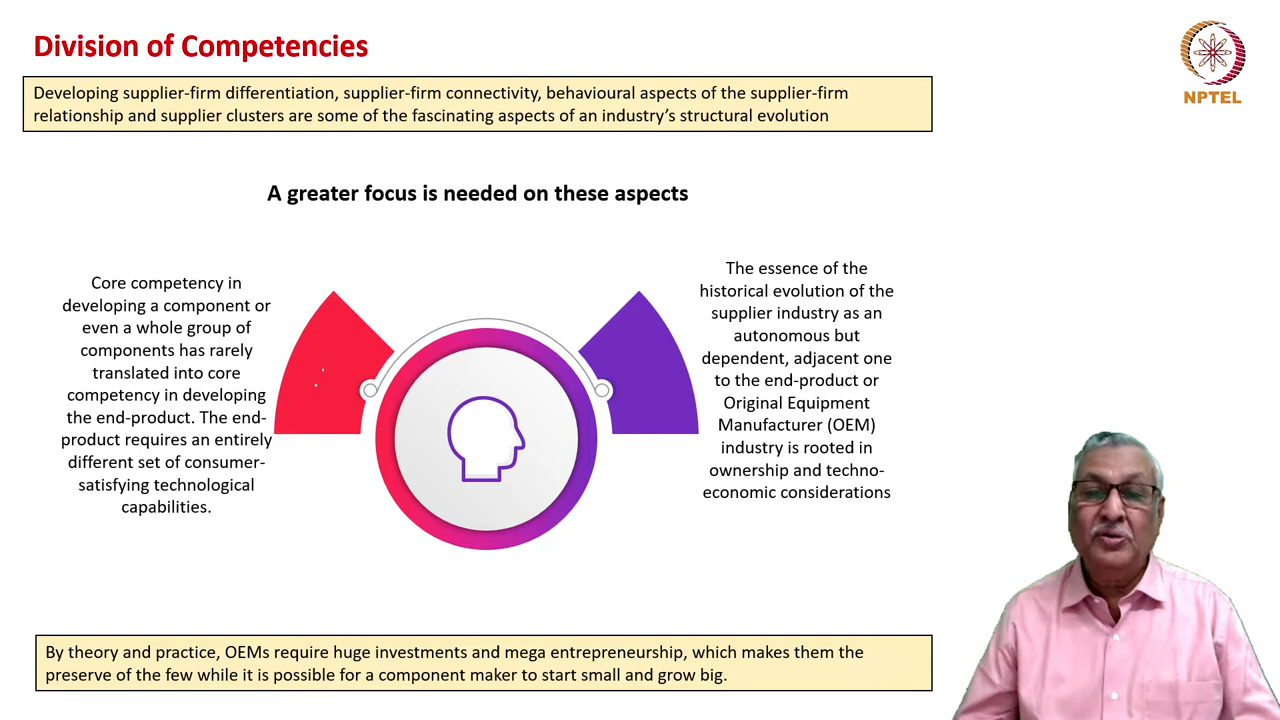 Division of Competencies
NPTEL
Developing supplier-firm differentiation, supplier-firm connectivity, behavioural aspects of the supplier-firm
relationship and supplier clusters are some of the fascinating aspects of an industry’s structural evolution
A greater focus is needed on these aspects
Core competency in
developing a component or
even a whole group of
components has rarely
translated into core
competency in developing
the end-product. The end-
product requires an entirely
different set of consumer-
satisfying technological
capabilities.
The essence of the
historical evolution of the
supplier industry as an
autonomous but
dependent, adjacent one
to the end-product or
Original Equipment
Manufacturer (OEM)
industry is rooted in
ownership and techno-
economic considerations
By theory and practice, OEMs require huge investments and mega entrepreneurship, which makes them the
preserve of the few while it is possible for a component maker to start small and grow big.